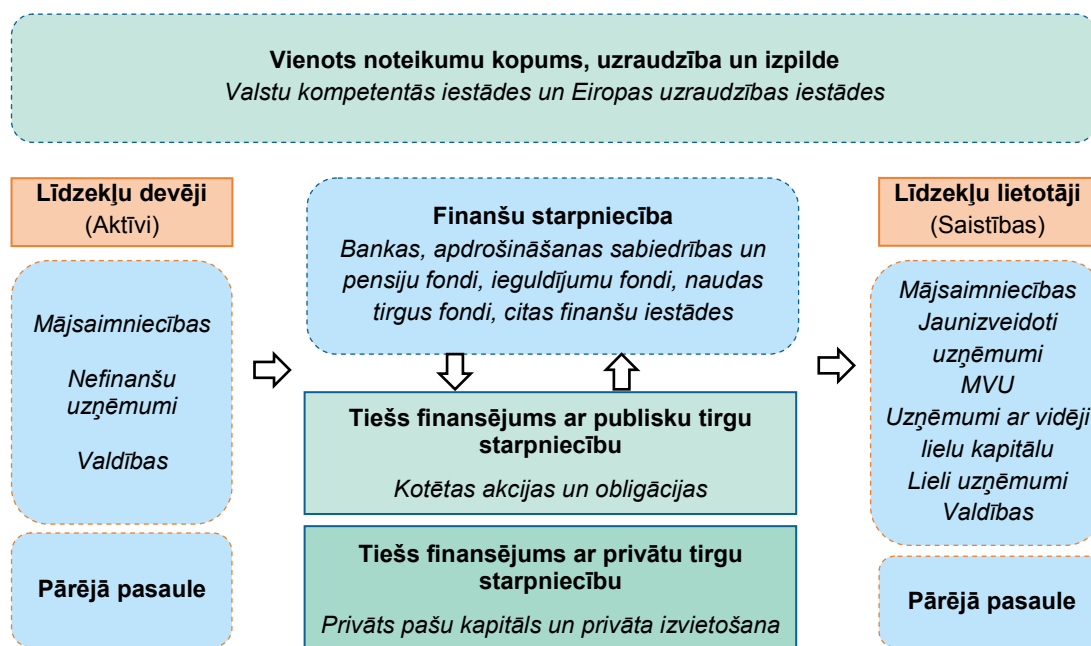 Vienots noteikumu kopums, uzraudzība un izpilde
Valstu kompetentās iestādes un Eiropas uzraudzības iestādes
Līdzekļu devēji
(Aktīvi)
Mājsaimniecības
Nefinanšu
uzņēmumi
Valdības
Pārējā pasaule
Finanšu starpniecība
Bankas, apdrošināšanas sabiedrības un
pensiju fondi, ieguldījumu fondi, naudas
tirgus fondi, citas finanšu iestādes
Tiešs finansējums ar publisku tirgu
starpniecību
Kotētas akcijas un obligācijas
Tiešs finansējums ar privātu tirgu
starpniecību
Privāts pašu kapitāls un privāta izvietošana
Līdzekļu lietotāji
(Saistības)
Mājsaimniecības
Jaunizveidoti
uzņēmumi
MVU
Uzņēmumi ar vidēji
lielu kapitālu
Lieli uzņēmumi
Valdības
Pārējā pasaule